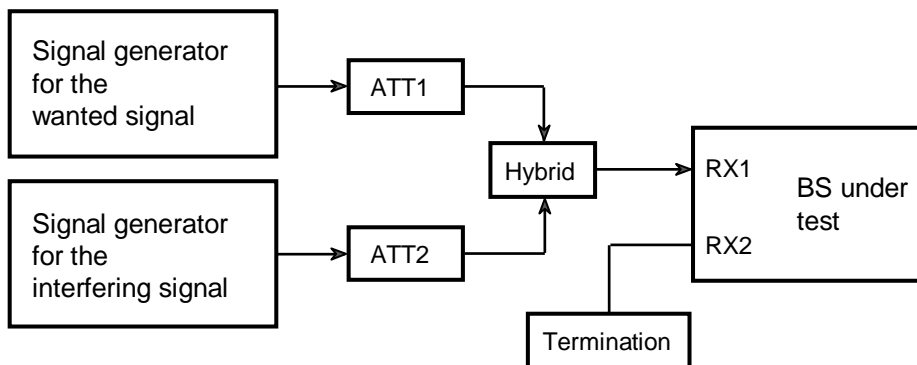 Signal generator
for the
wanted signal
ATT1
Hybrid
RX1
BS under
test
RX2
Signal generator
for the
interfering signal
ATT2
Termination